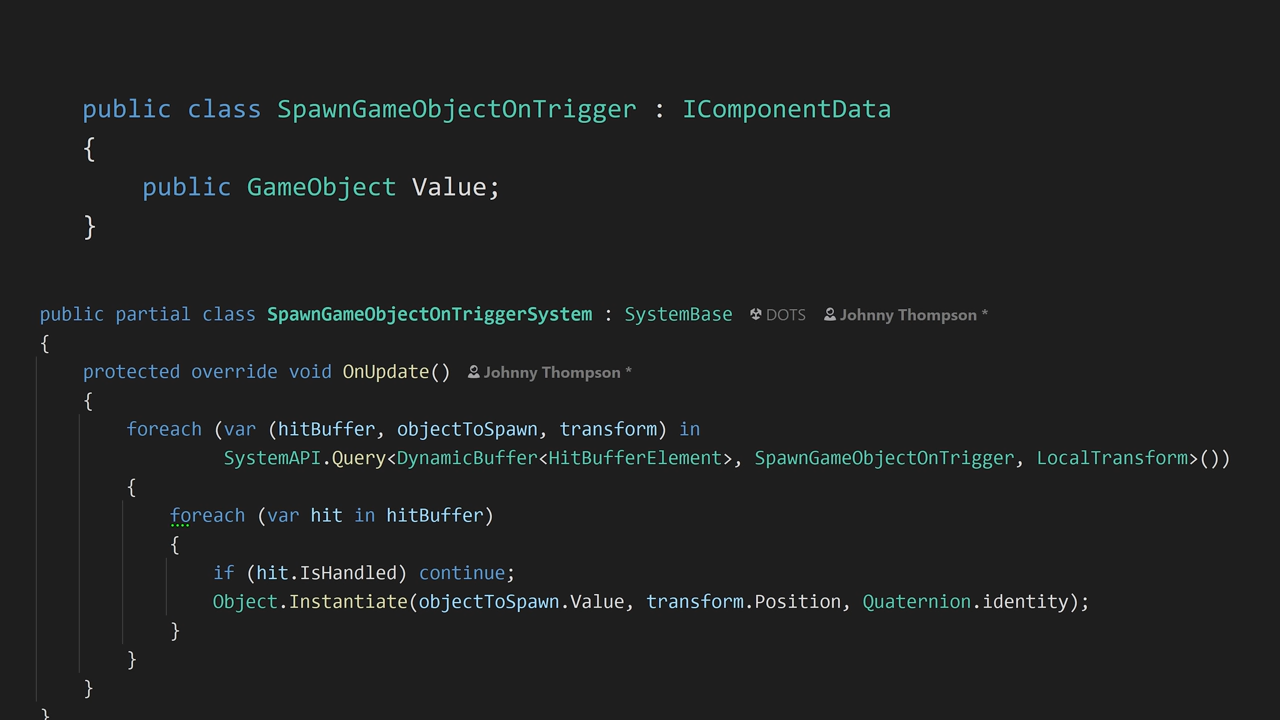 public class SpawnGameObjectOnTrigger : IComponentData
{
    public GameObject Value;
}
public partial class SpawnGameObjectOnTriggerSystem : SystemBase DOTS Johnny Thompson *
{
    protected override void OnUpdate() Johnny Thompson *
    {
        foreach (var (hitBuffer, objectToSpawn, transform) in
                 SystemAPI.Query<DynamicBuffer<HitBufferElement>, SpawnGameObjectOnTrigger, LocalTransform>())
        {
            foreach (var hit in hitBuffer)
            {
                if (hit.IsHandled) continue;
                Object.Instantiate(objectToSpawn.Value, transform.Position, Quaternion.identity);
            }
        }
    }
}